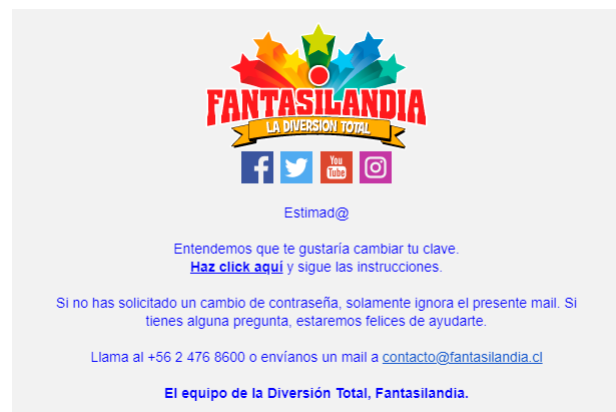 FANTASILANDIA
LA DIVERSION TOTAL
f You Tube
Estimad@
Entendemos que te gustaría cambiar tu clave.
Haz click aquí y sigue las instrucciones.
Si no has solicitado un cambio de contraseña, solamente ignora el presente mail. Si
tienes alguna pregunta, estaremos felices de ayudarte.
Llama al +56 2 476 8600 o envíanos un mail a contacto@fantasilandia.cl
El equipo de la Diversión Total, Fantasilandia.